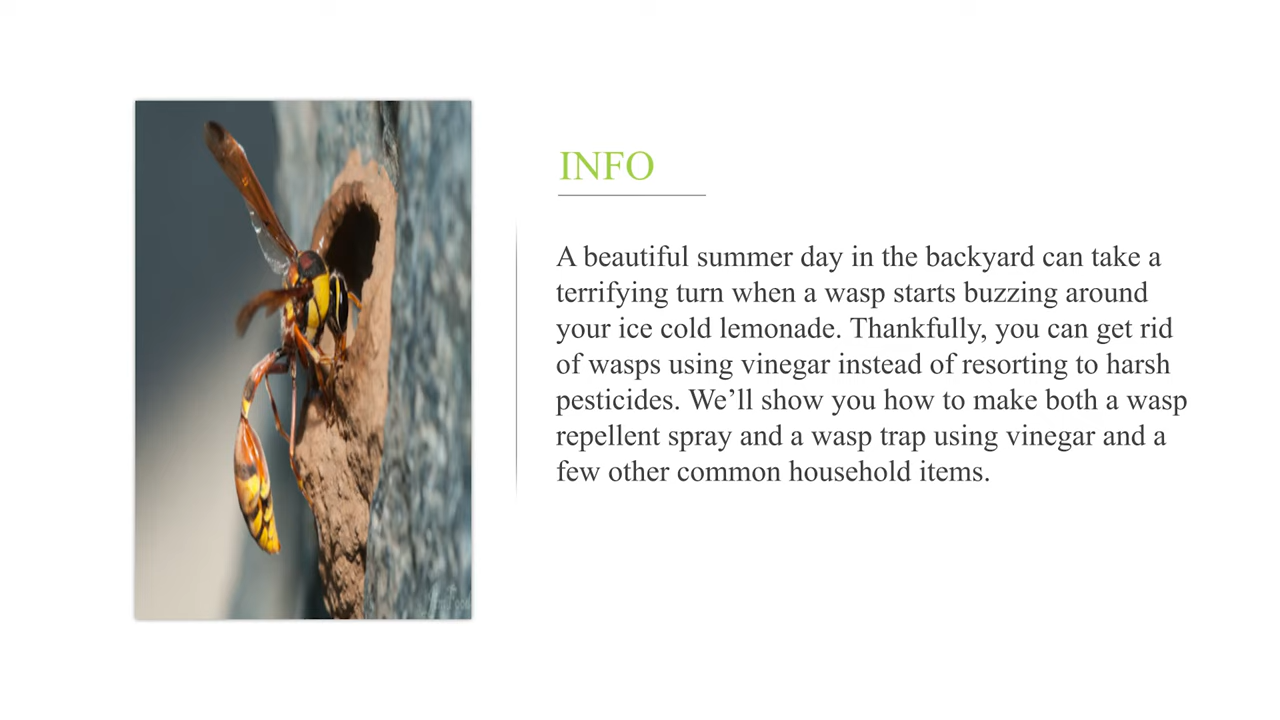 INFO
A beautiful summer day in the backyard can take a
terrifying turn when a wasp starts buzzing around
your ice cold lemonade. Thankfully, you can get rid
of wasps using vinegar instead of resorting to harsh
pesticides. We’ll show you how to make both a wasp
repellent spray and a wasp trap using vinegar and a
few other common household items.